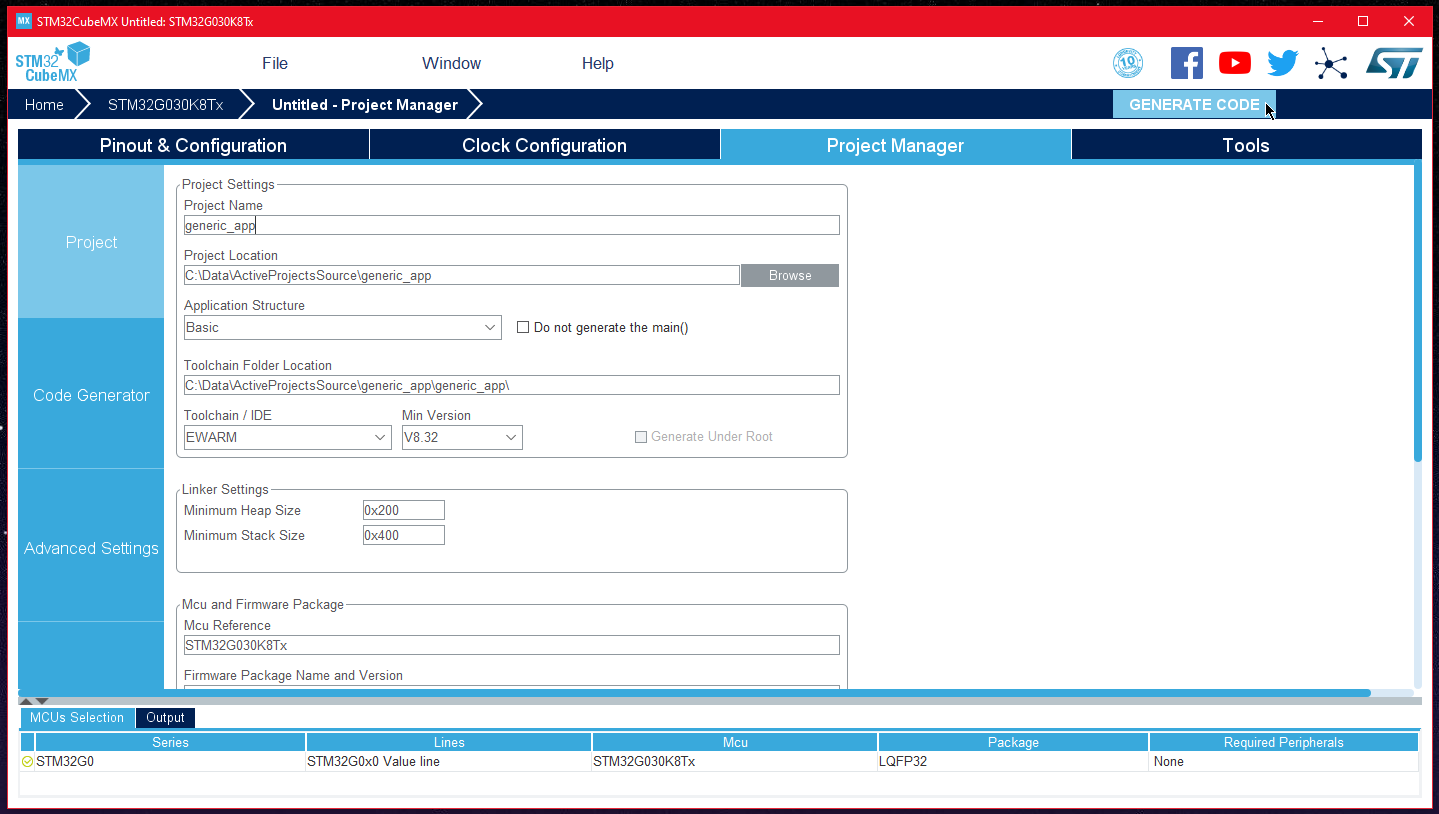 MX STM32CubeMX Untitled: STM32G030K8Tx
STM32 CubeMX
File Window Help
10
ST
Home STM32G030K8Tx Untitled - Project Manager GENERATE CODE
Pinout & Configuration Clock Configuration Project Manager Tools
Project
Code Generator
Advanced Settings
Project Settings
Project Name
generic_app
Project Location
C:\Data\ActiveProjectsSource\generic_app Browse
Application Structure
Basic Do not generate the main()
Toolchain Folder Location
C:\Data\ActiveProjectsSource\generic_app\generic_app\
Toolchain / IDE Min Version
EWARM V8.32 Generate Under Root
Linker Settings
Minimum Heap Size 0x200
Minimum Stack Size 0x400
Mcu and Firmware Package
Mcu Reference
STM32G030K8Tx
Firmware Package Name and Version
MCUs Selection Output
Series Lines Mcu Package Required Peripherals
STM32G0 STM32G0x0 Value line STM32G030K8Tx LQFP32 None